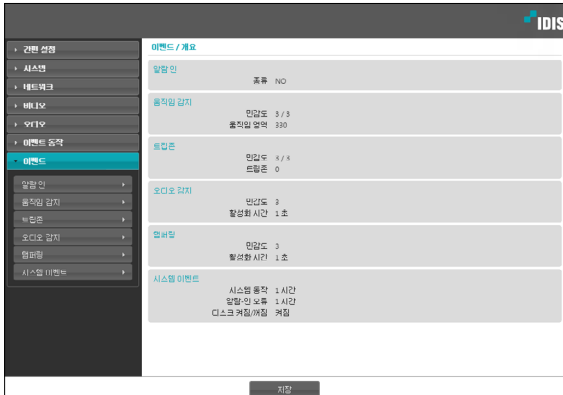 IDIS
간편 설정
시스템
네트워크
비디오
오디오
이벤트 동작
이벤트
알람 인
움직임 감지
트립존
오디오 감지
탬퍼링
시스템 이벤트
이벤트 / 개요
알람 인
종류 NO
움직임 감지
민감도 3 / 3
움직임 영역 330
트립존
민감도 3 / 3
트립존 0
오디오 감지
민감도 3
활성화 시간 1 초
탬퍼링
민감도 3
활성화 시간 1 초
시스템 이벤트
시스템 동작 1 시간
알람-인 오류 1 시간
디스크 켜짐/꺼짐 켜짐
저장